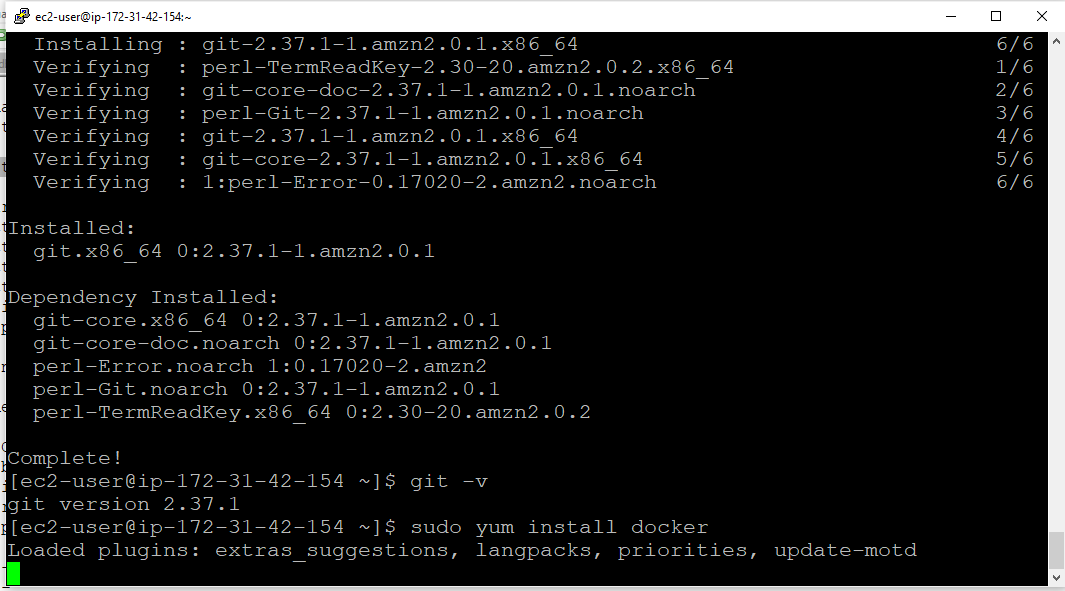 ec2-user@ip-172-31-42-154:~
Installing : git-2.37.1-1.amzn2.0.1.x86_64 6/6
Verifying : perl-TermReadKey-2.30-20.amzn2.0.2.x86_64 1/6
Verifying : git-core-doc-2.37.1-1.amzn2.0.1.noarch 2/6
Verifying : perl-Git-2.37.1-1.amzn2.0.1.noarch 3/6
Verifying : git-2.37.1-1.amzn2.0.1.x86_64 4/6
Verifying : git-core-2.37.1-1.amzn2.0.1.x86_64 5/6
Verifying : 1:perl-Error-0.17020-2.amzn2.noarch 6/6
Installed:
git.x86_64 0:2.37.1-1.amzn2.0.1
Dependency Installed:
git-core.x86_64 0:2.37.1-1.amzn2.0.1
git-core-doc.noarch 0:2.37.1-1.amzn2.0.1
perl-Error.noarch 1:0.17020-2.amzn2
perl-Git.noarch 0:2.37.1-1.amzn2.0.1
perl-TermReadKey.x86_64 0:2.30-20.amzn2.0.2
Complete!
[ec2-user@ip-172-31-42-154 ~]$ git -v
git version 2.37.1
[ec2-user@ip-172-31-42-154 ~]$ sudo yum install docker
Loaded plugins: extras_suggestions, langpacks, priorities, update-motd